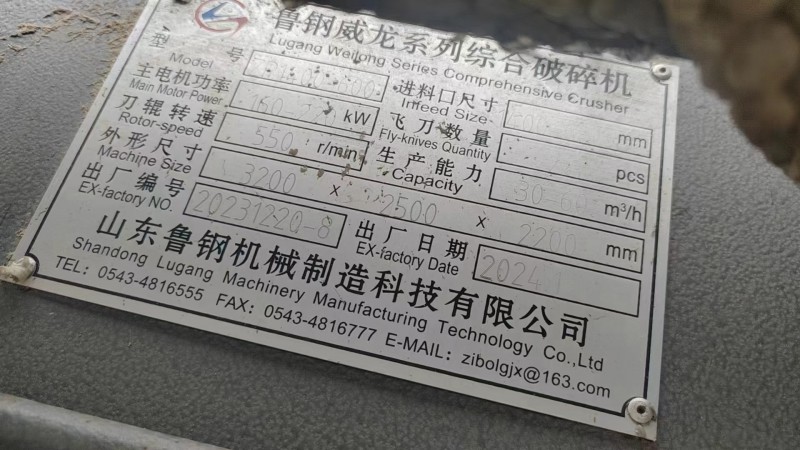 鲁钢威龙系列综合破碎机
Lugang Weilong Series Comprehensive Crusher
型 号
Model
进料口尺寸 mm
Infeed Size
主电机功率 kW
Main Motor Power
飞刀数量 pcs
Fly-knives Quantity
刀辊转速 550 r/min
Rotor-speed
生产能力 m³/h
Capacity
外形尺寸 3200 x 2500 x 2200 mm
Machine Size
出厂编号 20231220-8
EX-factory NO.
出厂日期 2024
EX-factory Date
山东鲁钢机械制造科技有限公司
Shandong Lugang Machinery Manufacturing Technology Co.,Ltd
TEL: 0543-4816555 FAX: 0543-4816777 E-MAIL: zibolgjx@163.com